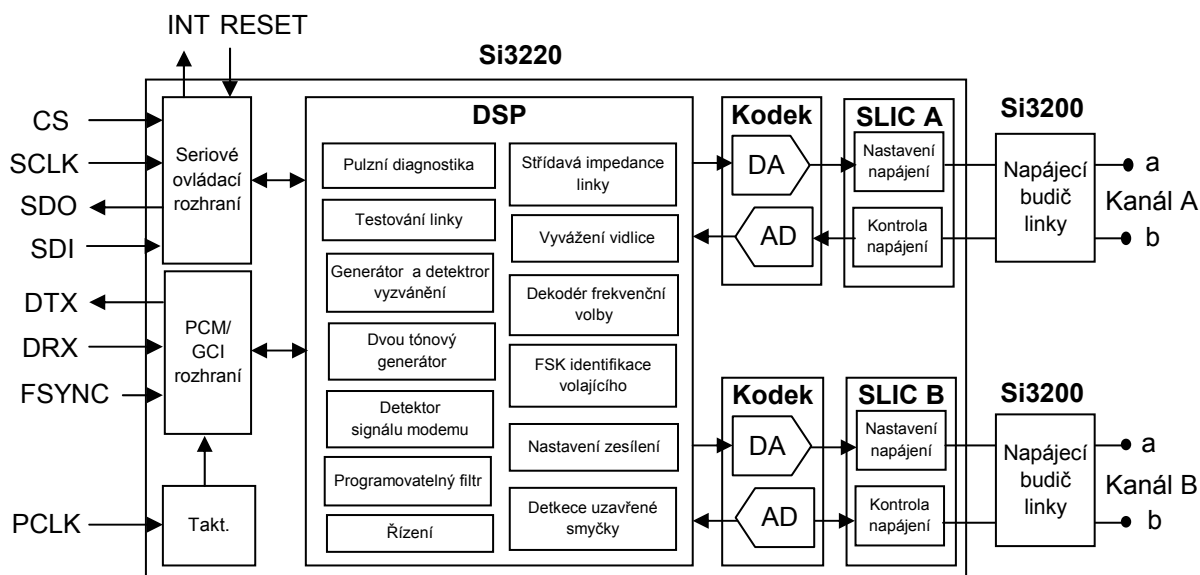 INT RESET
Si3220
CS
SCLK
SDO
SDI
DTX
DRX
FSYNC
PCLK
Seriové
ovládací
rozhraní
PCM/
GCI
rozhraní
Takt.
DSP
Pulzní diagnostika
Testování linky
Generátor a detektror
vyzvánění
Dvou tónový
generátor
Detektor
signálu modemu
Programovatelný filtr
Řízení
Střídavá impedance
linky
Vyvážení vidlice
Dekodér frekvenční
volby
FSK identifikace
volajícího
Nastavení zesílení
Detkece uzavřené
smyčky
Kodek
DA
AD
SLIC A
Nastavení
napájení
Kontrola
napájení
Si3200
Napájecí
budič
linky
a
Kanál A
b
Kodek
DA
AD
SLIC B
Nastavení
napájení
Kontrola
napájení
Si3200
Napájecí
budič
linky
a
Kanál B
b